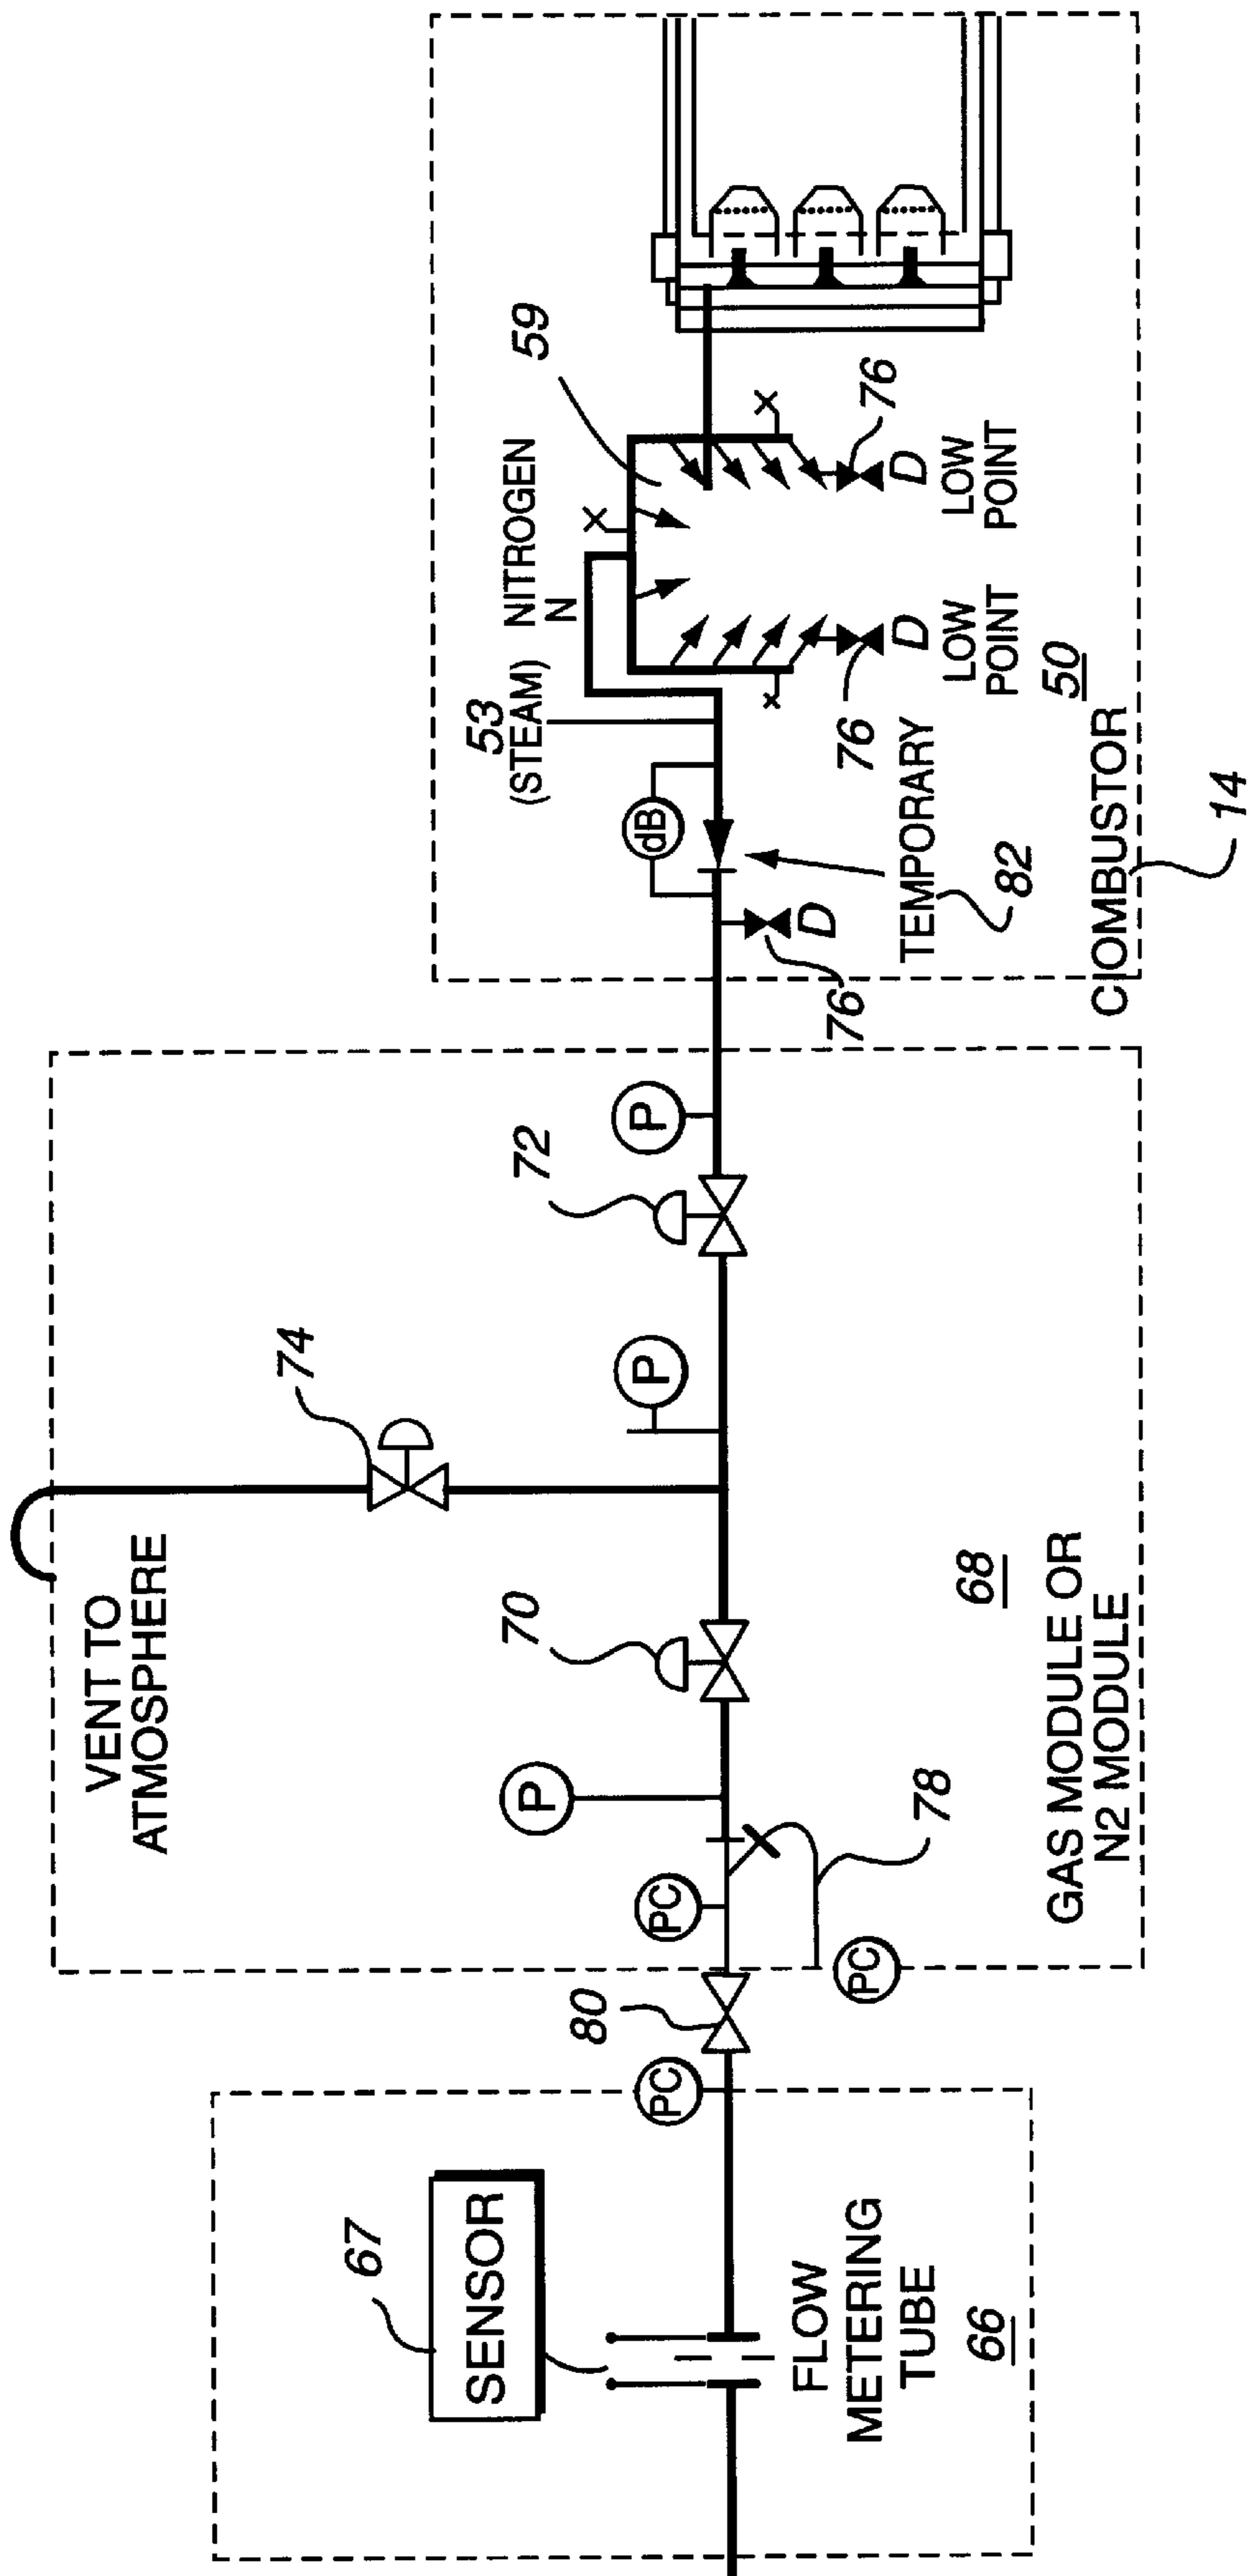 VENT TO
ATMOSPHERE
74
70
72
P
P
P
PC
PC
PC
80
78
68
GAS MODULE OR
N2 MODULE
67
SENSOR
FLOW
METERING
TUBE
66
53
(STEAM)
NITROGEN
N
59
dB
76
D
TEMPORARY
82
76
D
LOW
POINT
76
D
LOW
POINT
50
CIOMBUSTOR
14
X
X
X